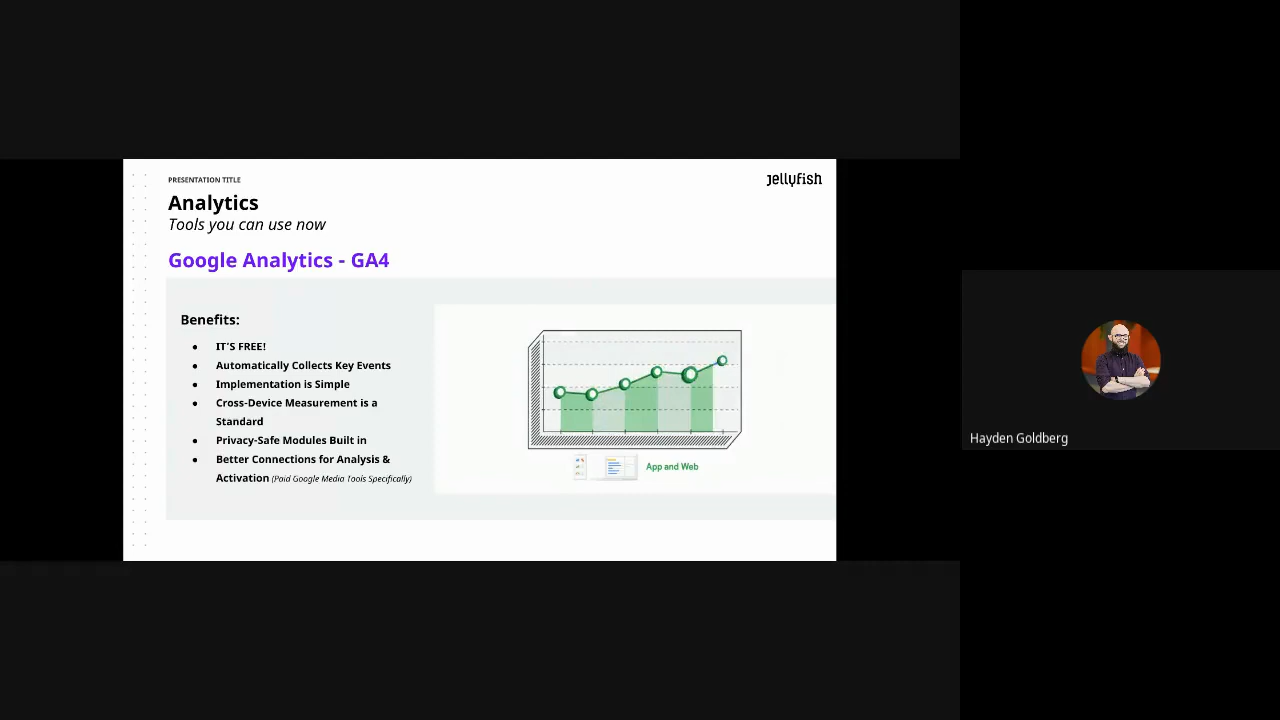 PRESENTATION TITLE
jellyfish
Analytics
Tools you can use now
Google Analytics - GA4
Benefits:
● IT'S FREE!
● Automatically Collects Key Events
● Implementation is Simple
● Cross-Device Measurement is a
Standard
● Privacy-Safe Modules Built in
● Better Connections for Analysis &
Activation (Paid Google Media Tools Specifically)
App and Web
Hayden Goldberg